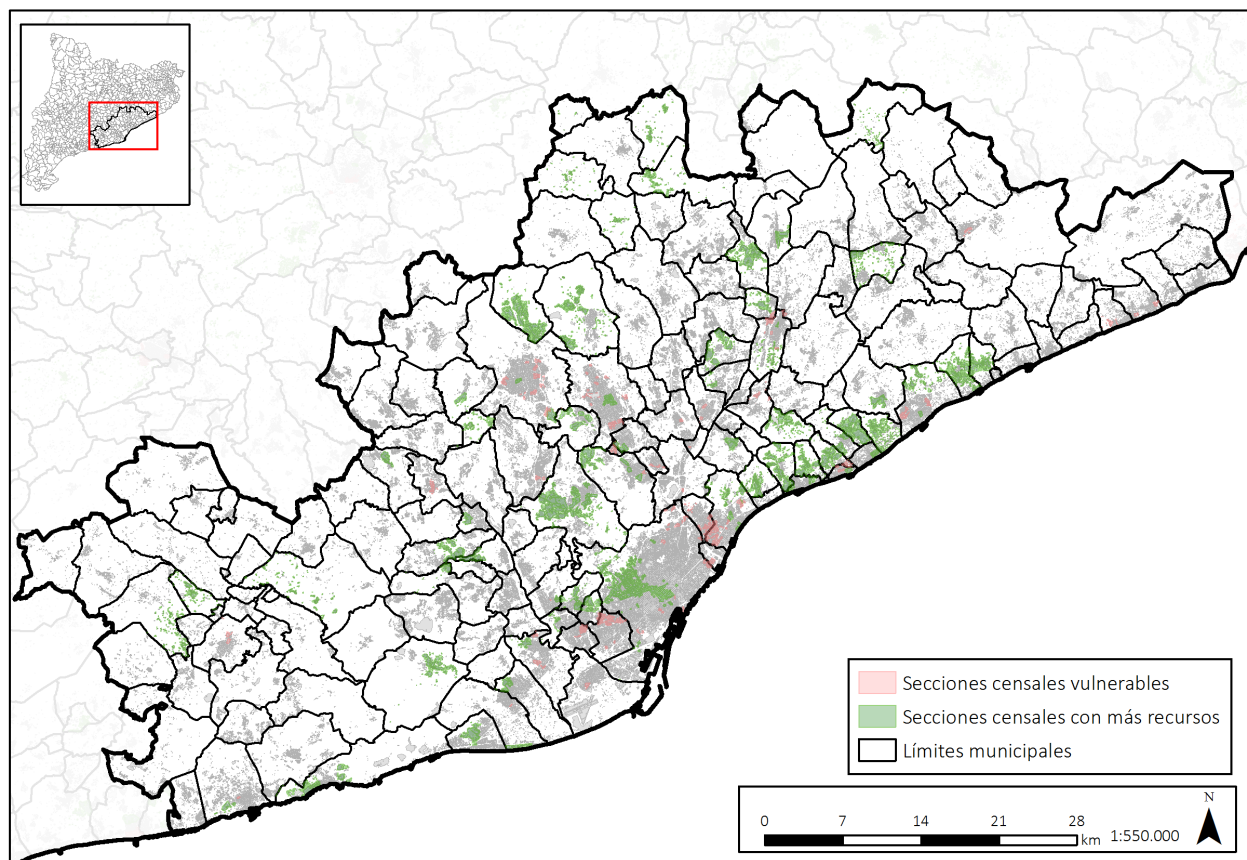 Secciones censales vulnerables
Secciones censales con más recursos
Límites municipales
N
0 7 14 21 28
km 1:550.000